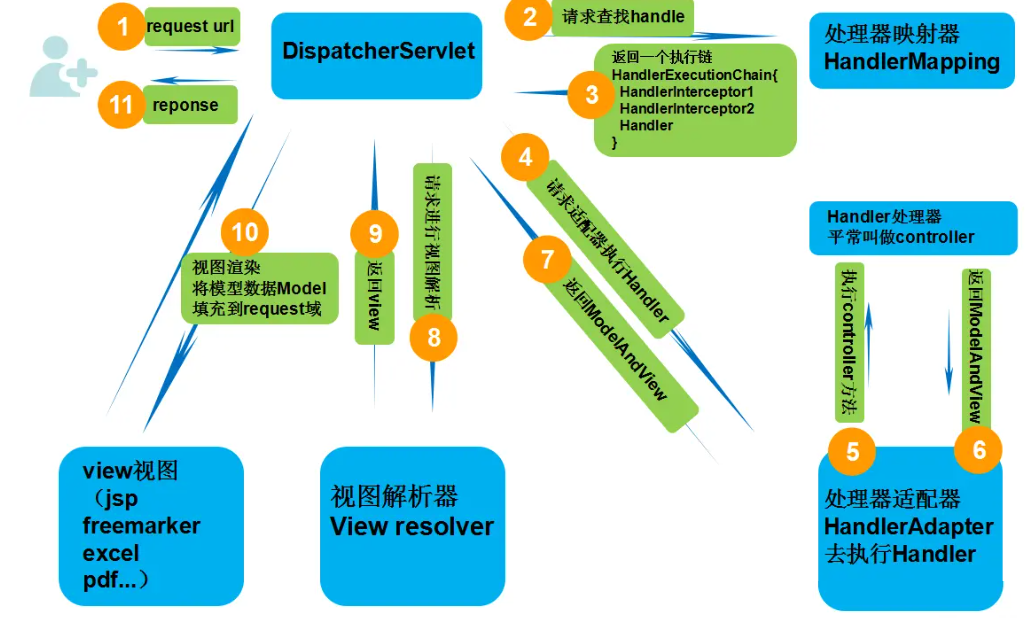 1
request url
DispatcherServlet
2
请求查找handle
处理器映射器
HandlerMapping
3
返回一个执行链
HandlerExecutionChain{
HandlerInterceptor1
HandlerInterceptor2
Handler
}
11
reponse
4
请求适配器执行Handler
7
返回ModelAndView
Handler处理器
平常叫做controller
执行controller方法
5
返回ModelAndView
6
处理器适配器
HandlerAdapter
去执行Handler
请求进行视图解析
8
9
返回view
10
视图渲染
将模型数据Model
填充到request域
view视图
（jsp
freemarker
excel
pdf...）
视图解析器
View resolver